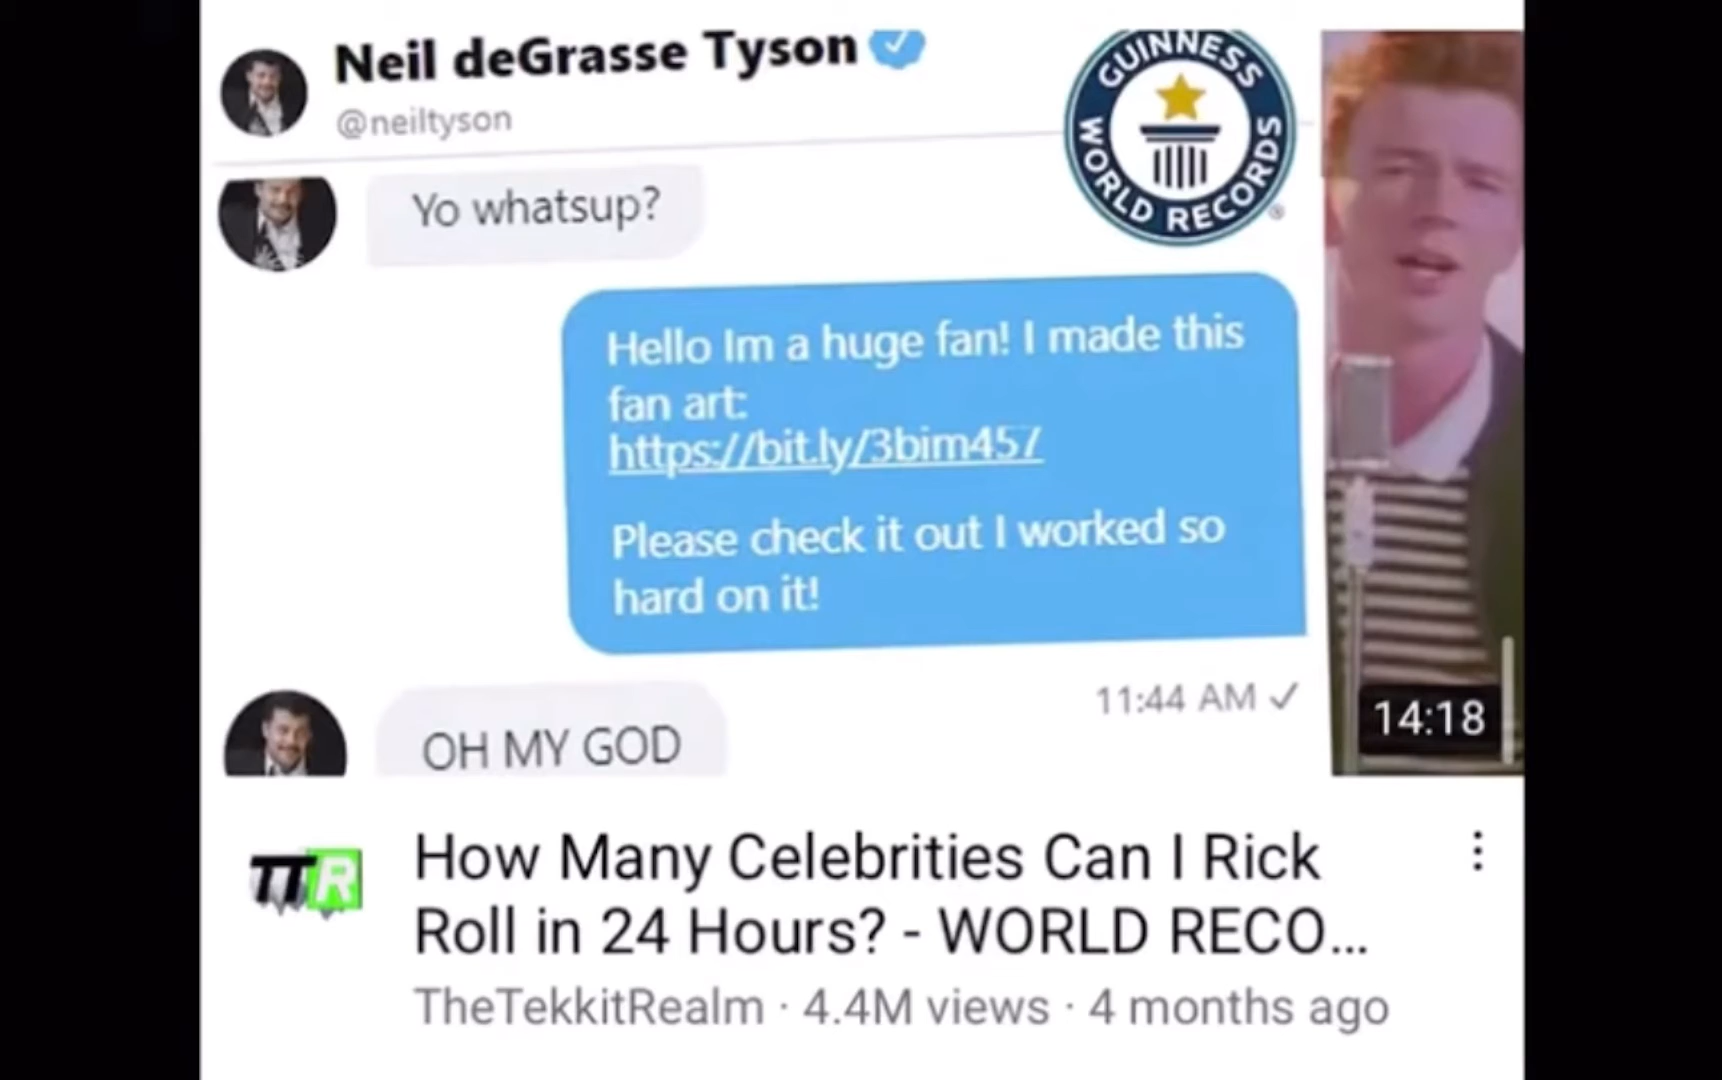 Neil deGrasse Tyson
@neiltyson
GUINNESS
WORLD RECORDS
®
Yo whatsup?
Hello Im a huge fan! I made this
fan art:
https://bit.ly/3bim457
Please check it out I worked so
hard on it!
11:44 AM ✓
OH MY GOD
14:18
TTR
How Many Celebrities Can I Rick
Roll in 24 Hours? - WORLD RECO...
TheTekkitRealm · 4.4M views · 4 months ago